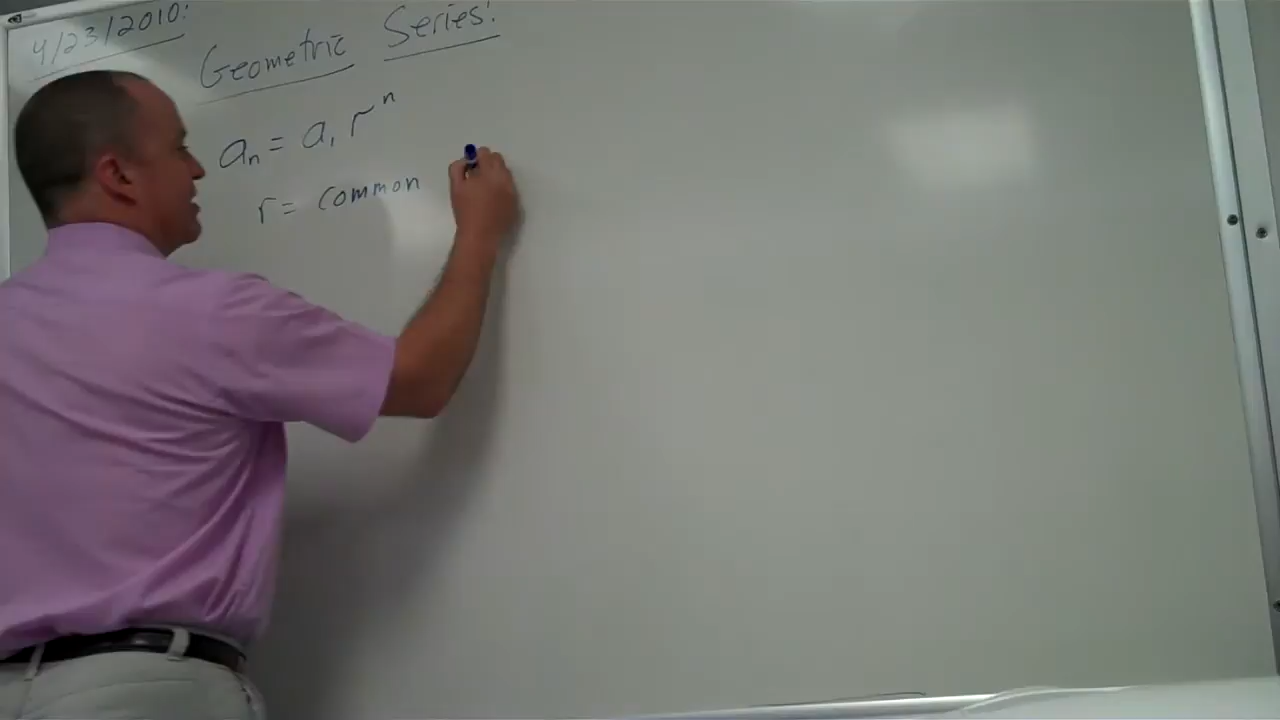 4/23/2010:
Geometric Series:
aₙ = a₁ rⁿ
r = common